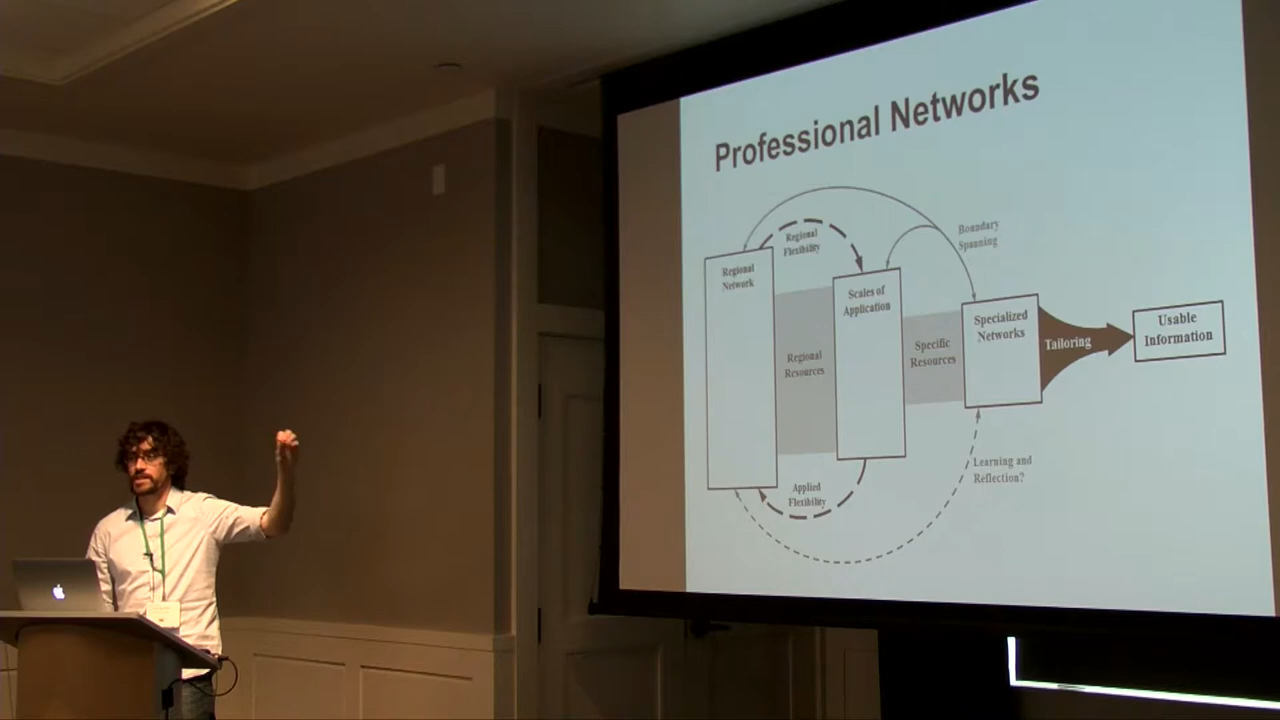 Professional Networks
Boundary
Spanning
Regional
Flexibility
Regional
Network
Scales of
Application
Specialized
Networks
Usable
Information
Tailoring
Regional
Resources
Specific
Resources
Learning and
Reflection?
Applied
Flexibility